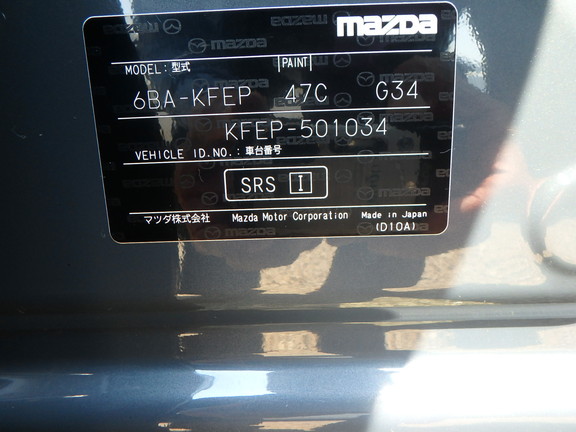 mazda
MODEL：型式 PAINT
6BA-KFEP 47C G34
KFEP-501034
VEHICLE ID.NO.：車台番号
SRS I
マツダ株式会社 Mazda Motor Corporation Made in Japan
(D10A)